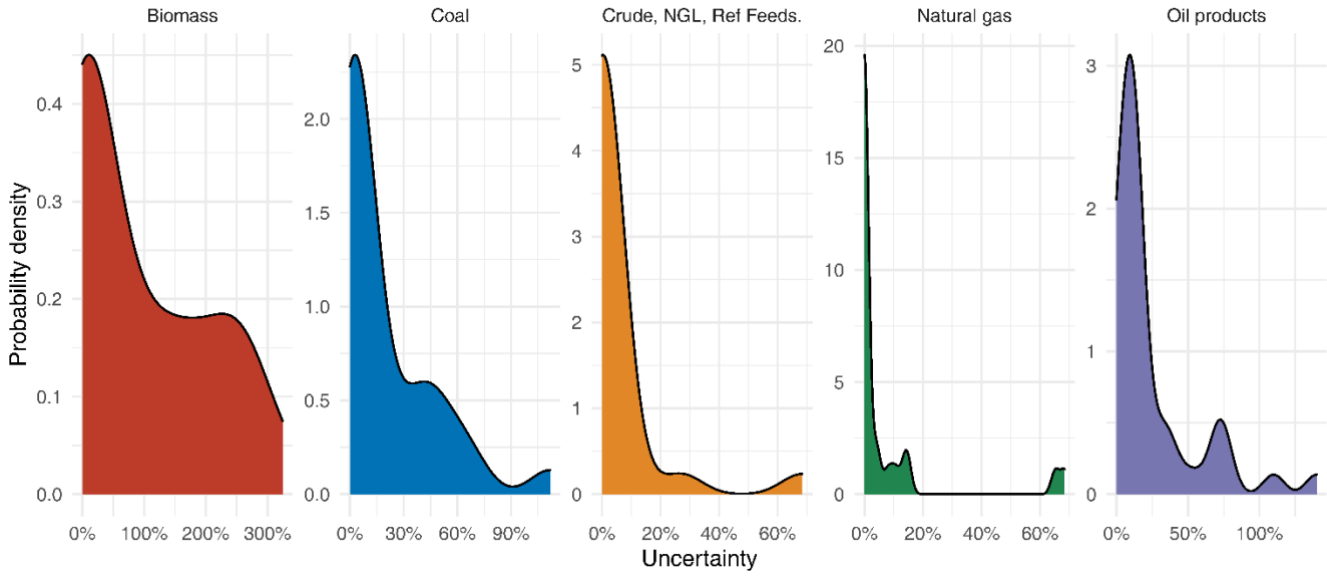 Biomass
Coal
Crude, NGL, Ref Feeds.
Natural gas
Oil products
Probability density
0.4
0.3
0.2
0.1
0.0
0% 100% 200% 300%
2.0
1.5
1.0
0.5
0.0
0% 30% 60% 90%
5
4
3
2
1
0
0% 20% 40% 60%
20
15
10
5
0
0% 20% 40% 60%
3
2
1
0
0% 50% 100%
Uncertainty